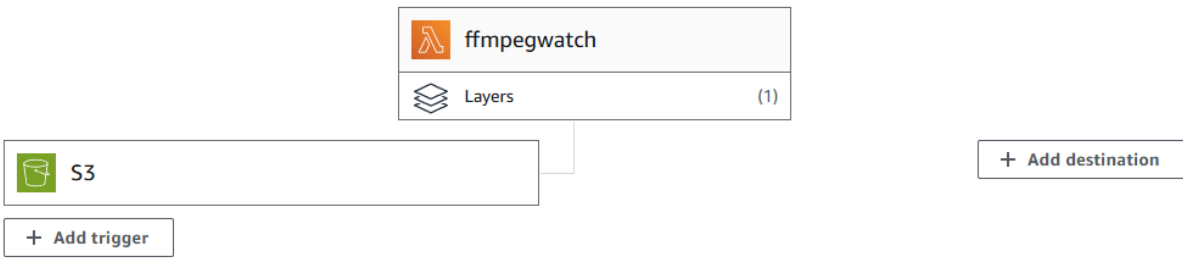 ffmpegwatch
Layers (1)
S3
+ Add destination
+ Add trigger